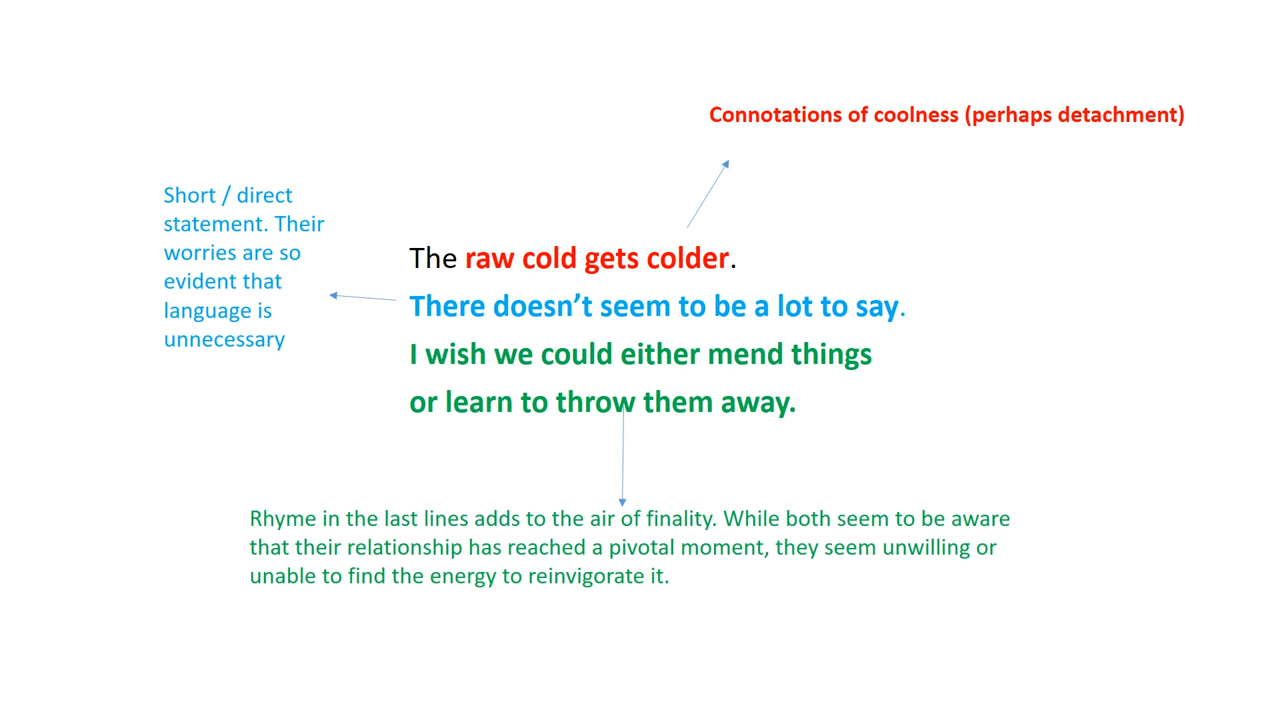 Connotations of coolness (perhaps detachment)
Short / direct
statement. Their
worries are so
evident that
language is
unnecessary
The raw cold gets colder.
There doesn’t seem to be a lot to say.
I wish we could either mend things
or learn to throw them away.
Rhyme in the last lines adds to the air of finality. While both seem to be aware
that their relationship has reached a pivotal moment, they seem unwilling or
unable to find the energy to reinvigorate it.